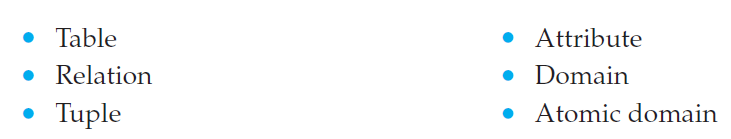 • Table
• Relation
• Tuple
• Attribute
• Domain
• Atomic domain